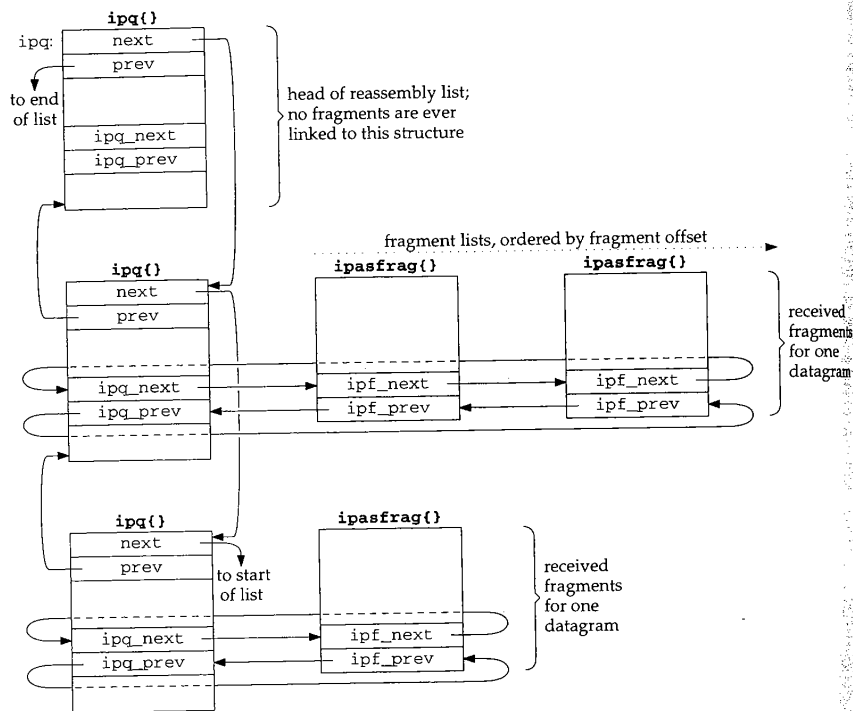 ipq{}
ipq:
next
prev
to end
of list
ipq_next
ipq_prev
head of reassembly list;
no fragments are ever
linked to this structure
fragment lists, ordered by fragment offset
ipq{}
ipasfrag{}
ipasfrag{}
next
prev
ipq_next
ipf_next
ipf_next
ipq_prev
ipf_prev
ipf_prev
received
fragments
for one
datagram
ipq{}
ipasfrag{}
next
prev
to start
of list
ipq_next
ipf_next
ipq_prev
ipf_prev
received
fragments
for one
datagram